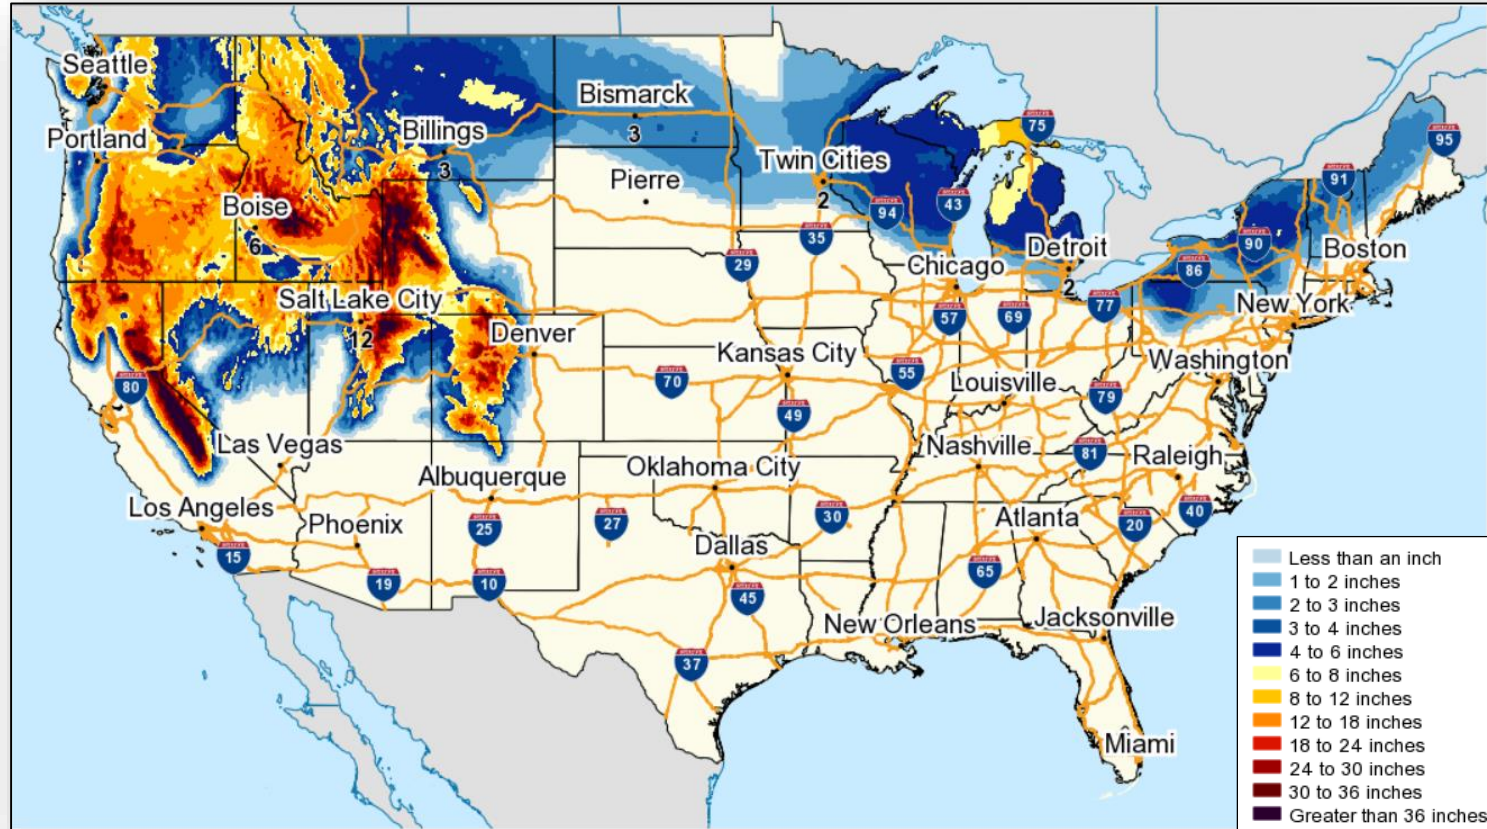 Seattle
Portland
Bismarck
3
Billings
3
75
95
Twin Cities
2
Pierre
91
Boise
6
94
43
35
90
Boston
29
Detroit
2
86
Chicago
Salt Lake City
12
Denver
57
69
77
New York
Kansas City
Washington
80
70
55
Louisville
79
49
Las Vegas
Nashville
81
Raleigh
Albuquerque
Oklahoma City
Los Angeles
Phoenix
25
27
30
Atlanta
20
40
15
Dallas
19
10
45
65
New Orleans
Jacksonville
37
Miami
Less than an inch
1 to 2 inches
2 to 3 inches
3 to 4 inches
4 to 6 inches
6 to 8 inches
8 to 12 inches
12 to 18 inches
18 to 24 inches
24 to 30 inches
30 to 36 inches
Greater than 36 inches